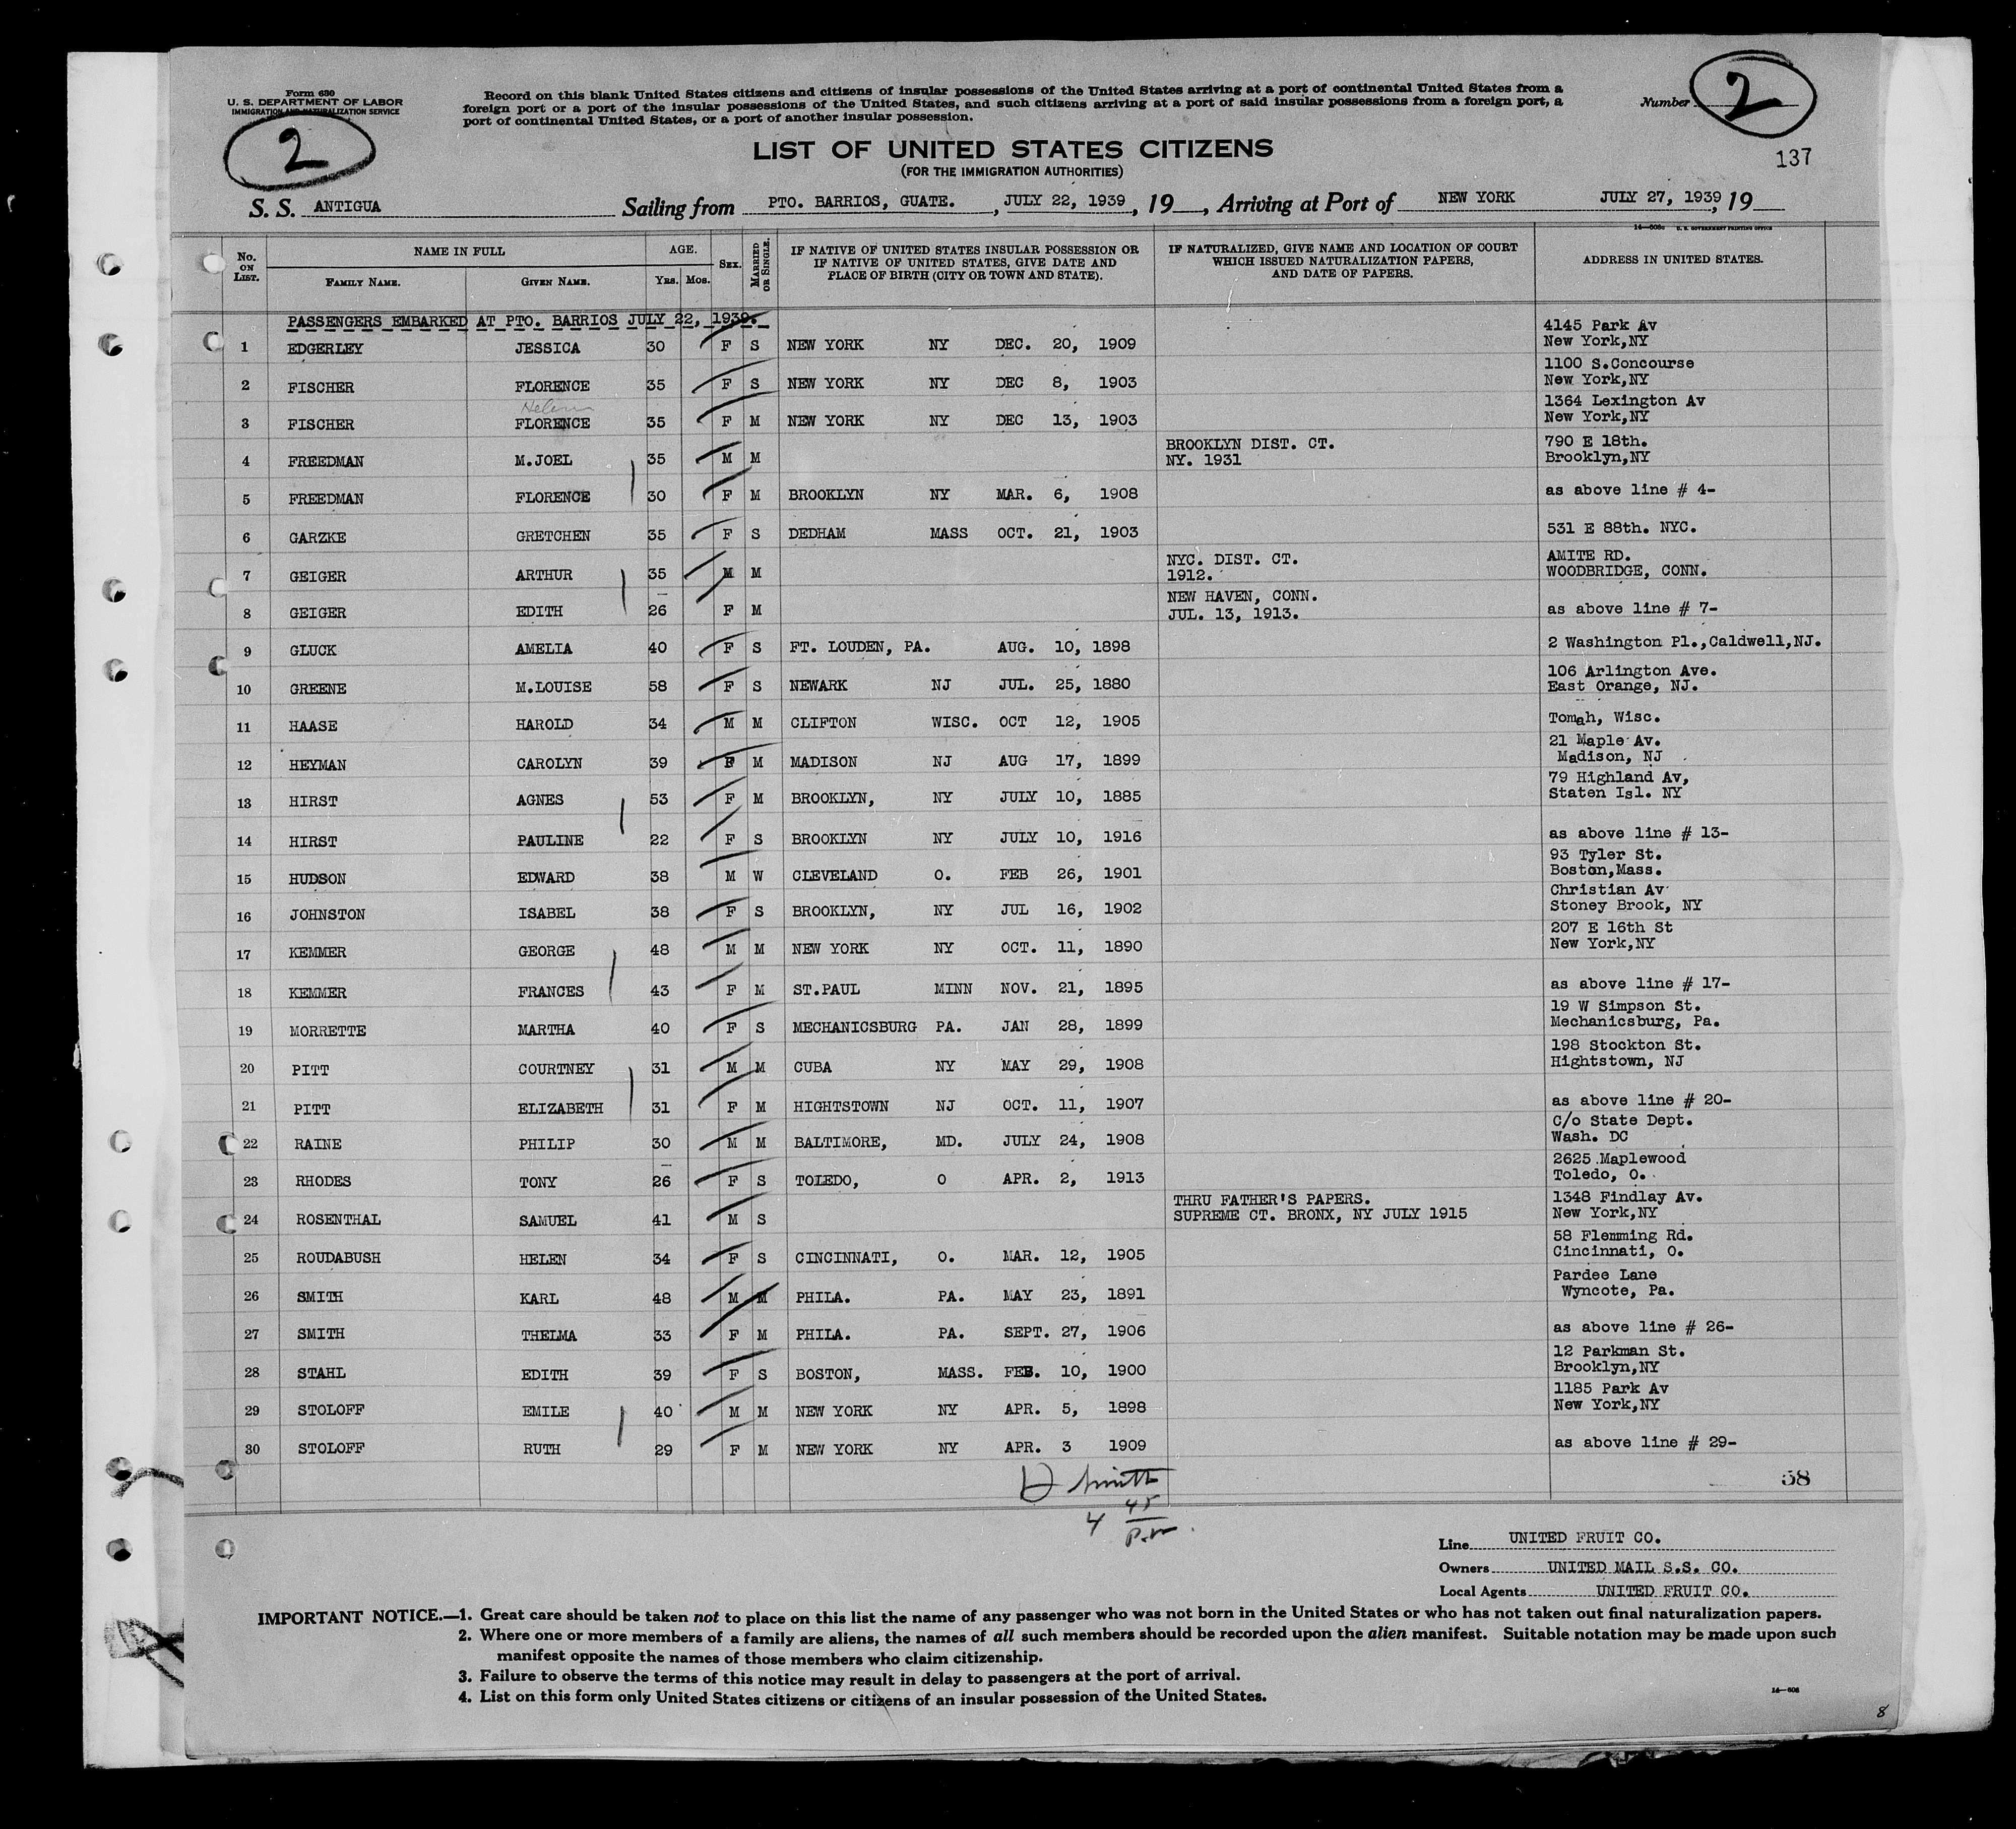 Form 630
U. S. DEPARTMENT OF LABOR
IMMIGRATION AND NATURALIZATION SERVICE
2
Record on this blank United States citizens and citizens of insular possessions of the United States arriving at a port of continental United States from a
foreign port or a port of the insular possessions of the United States, and such citizens arriving at a port of said insular possessions from a foreign port, a
port of continental United States, or a port of another insular possession.
Number 2
137
LIST OF UNITED STATES CITIZENS
(FOR THE IMMIGRATION AUTHORITIES)
S. S. ANTIGUA Sailing from PTO. BARRIOS, GUATE. , JULY 22, 1939 , 19 , Arriving at Port of NEW YORK JULY 27, 1939 , 19
14—608c U. S. GOVERNMENT PRINTING OFFICE
No. ON LIST. NAME IN FULL FAMILY NAME. GIVEN NAME. AGE. YRS. MOS. SEX. MARRIED OR SINGLE. IF NATIVE OF UNITED STATES INSULAR POSSESSION OR IF NATIVE OF UNITED STATES, GIVE DATE AND PLACE OF BIRTH (CITY OR TOWN AND STATE). IF NATURALIZED, GIVE NAME AND LOCATION OF COURT WHICH ISSUED NATURALIZATION PAPERS, AND DATE OF PAPERS. ADDRESS IN UNITED STATES.
PASSENGERS EMBARKED AT PTO. BARRIOS JULY 22, 1939.
1 EDGERLEY JESSICA 30 F S NEW YORK NY DEC. 20, 1909 4145 Park Av New York,NY
2 FISCHER FLORENCE 35 F S NEW YORK NY DEC 8, 1903 1100 S.Concourse New York,NY
Helen
3 FISCHER FLORENCE 35 F M NEW YORK NY DEC 13, 1903 1364 Lexington Av New York,NY
4 FREEDMAN M.JOEL 35 M M BROOKLYN DIST. CT. NY. 1931 790 E 18th. Brooklyn,NY
5 FREEDMAN FLORENCE 30 F M BROOKLYN NY MAR. 6, 1908 as above line # 4-
6 GARZKE GRETCHEN 35 F S DEDHAM MASS OCT. 21, 1903 531 E 88th. NYC.
7 GEIGER ARTHUR 35 M M NYC. DIST. CT. 1912. AMITE RD. WOODBRIDGE, CONN.
8 GEIGER EDITH 26 F M NEW HAVEN, CONN. JUL. 13, 1913. as above line # 7-
9 GLUCK AMELIA 40 F S FT. LOUDEN, PA. AUG. 10, 1898 2 Washington Pl.,Caldwell,NJ.
10 GREENE M.LOUISE 58 F S NEWARK NJ JUL. 25, 1880 106 Arlington Ave. East Orange, NJ.
11 HAASE HAROLD 34 M M CLIFTON WISC. OCT 12, 1905 Tomah, Wisc.
12 HEYMAN CAROLYN 39 F M MADISON NJ AUG 17, 1899 21 Maple Av. Madison, NJ
13 HIRST AGNES 53 F M BROOKLYN, NY JULY 10, 1885 79 Highland Av, Staten Isl. NY
14 HIRST PAULINE 22 F S BROOKLYN NY JULY 10, 1916 as above line # 13-
15 HUDSON EDWARD 38 M W CLEVELAND O. FEB 26, 1901 93 Tyler St. Boston,Mass.
16 JOHNSTON ISABEL 38 F S BROOKLYN, NY JUL 16, 1902 Christian Av Stoney Brook, NY
17 KEMMER GEORGE 48 M M NEW YORK NY OCT. 11, 1890 207 E 16th St New York,NY
18 KEMMER FRANCES 43 F M ST.PAUL MINN NOV. 21, 1895 as above line # 17-
19 MORRETTE MARTHA 40 F S MECHANICSBURG PA. JAN 28, 1899 19 W Simpson St. Mechanicsburg, Pa.
20 PITT COURTNEY 31 M M CUBA NY MAY 29, 1908 198 Stockton St. Hightstown, NJ
21 PITT ELIZABETH 31 F M HIGHTSTOWN NJ OCT. 11, 1907 as above line # 20-
22 RAINE PHILIP 30 M M BALTIMORE, MD. JULY 24, 1908 C/o State Dept. Wash. DC
23 RHODES TONY 26 F S TOLEDO, O APR. 2, 1913 2625 Maplewood Toledo, O.
24 ROSENTHAL SAMUEL 41 M S THRU FATHER'S PAPERS. SUPREME CT. BRONX, NY JULY 1915 1348 Findlay Av. New York,NY
25 ROUDABUSH HELEN 34 F S CINCINNATI, O. MAR. 12, 1905 58 Flemming Rd. Cincinnati, O.
26 SMITH KARL 48 M M PHILA. PA. MAY 23, 1891 Pardee Lane Wyncote, Pa.
27 SMITH THELMA 33 F M PHILA. PA. SEPT. 27, 1906 as above line # 26-
28 STAHL EDITH 39 F S BOSTON, MASS. FEB. 10, 1900 12 Parkman St. Brooklyn,NY
29 STOLOFF EMILE 40 M M NEW YORK NY APR. 5, 1898 1185 Park Av New York,NY
30 STOLOFF RUTH 29 F M NEW YORK NY APR. 3 1909 as above line # 29-
Smith
4 45
p.m.
38
Line UNITED FRUIT CO.
Owners UNITED MAIL S.S. CO.
Local Agents UNITED FRUIT CO.
IMPORTANT NOTICE.—1. Great care should be taken not to place on this list the name of any passenger who was not born in the United States or who has not taken out final naturalization papers.
2. Where one or more members of a family are aliens, the names of all such members should be recorded upon the alien manifest. Suitable notation may be made upon such
manifest opposite the names of those members who claim citizenship.
3. Failure to observe the terms of this notice may result in delay to passengers at the port of arrival.
4. List on this form only United States citizens or citizens of an insular possession of the United States.
14—608
8